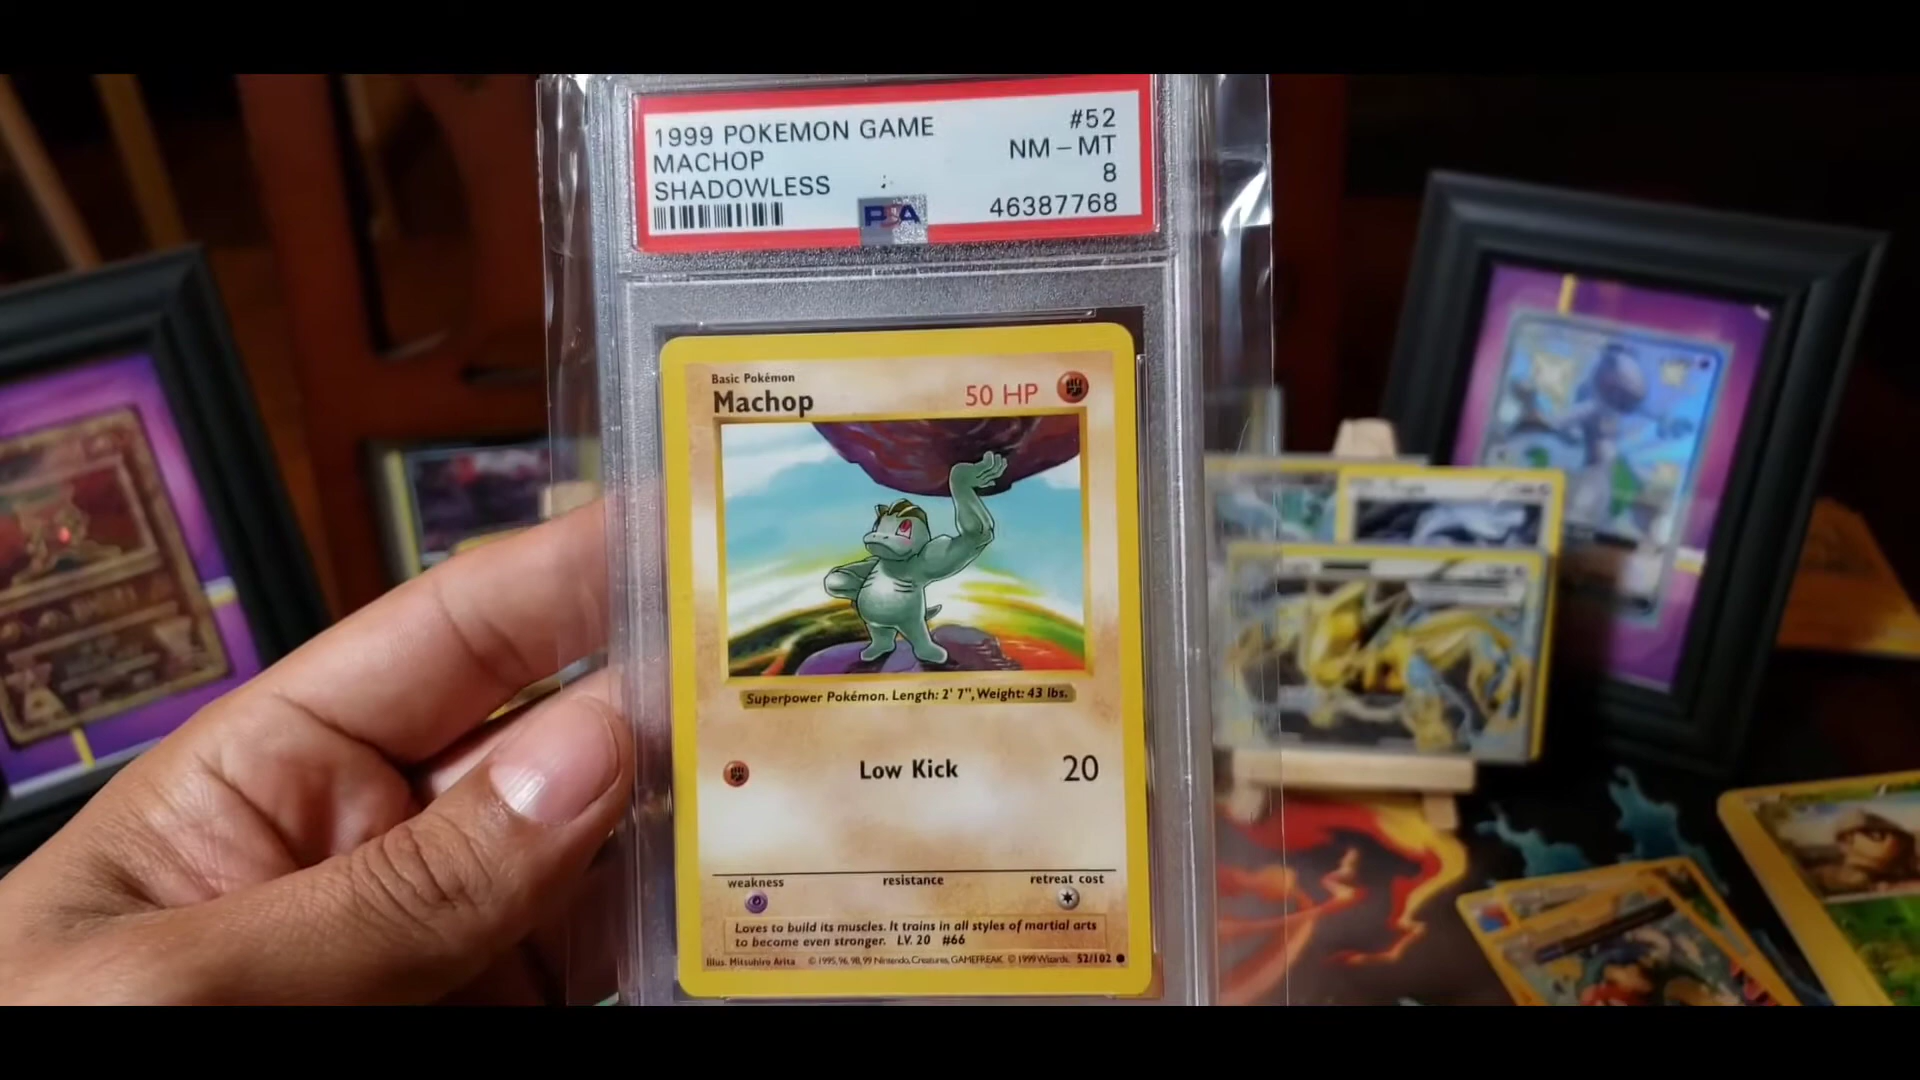 1999 POKEMON GAME #52
MACHOP NM - MT
SHADOWLESS 8
PSA 46387768
Basic Pokémon
Machop 50 HP
Superpower Pokémon. Length: 2' 7", Weight: 43 lbs.
Low Kick 20
weakness resistance retreat cost
Loves to build its muscles. It trains in all styles of martial arts
to become even stronger. LV. 20 #66
Illus. Mitsuhiro Arita © 1995, 96, 98, 99 Nintendo, Creatures, GAMEFREAK. © 1999 Wizards. 52/102